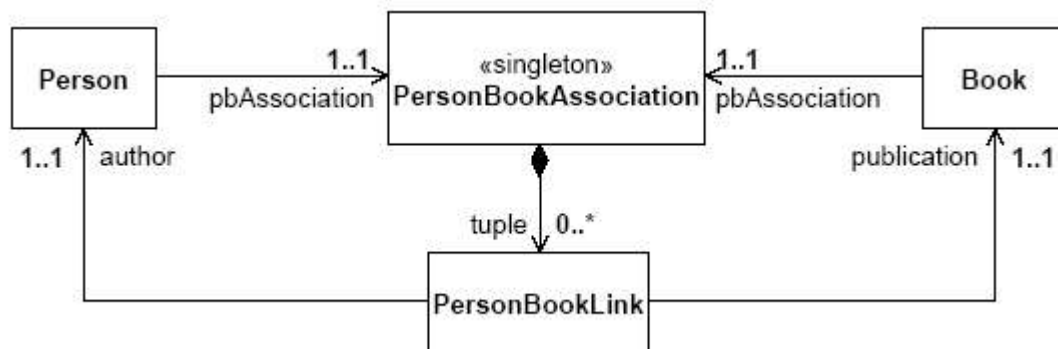 Person
1..1
pbAssociation
«singleton»
PersonBookAssociation
1..1
pbAssociation
Book
1..1
author
publication
1..1
tuple
0..*
PersonBookLink